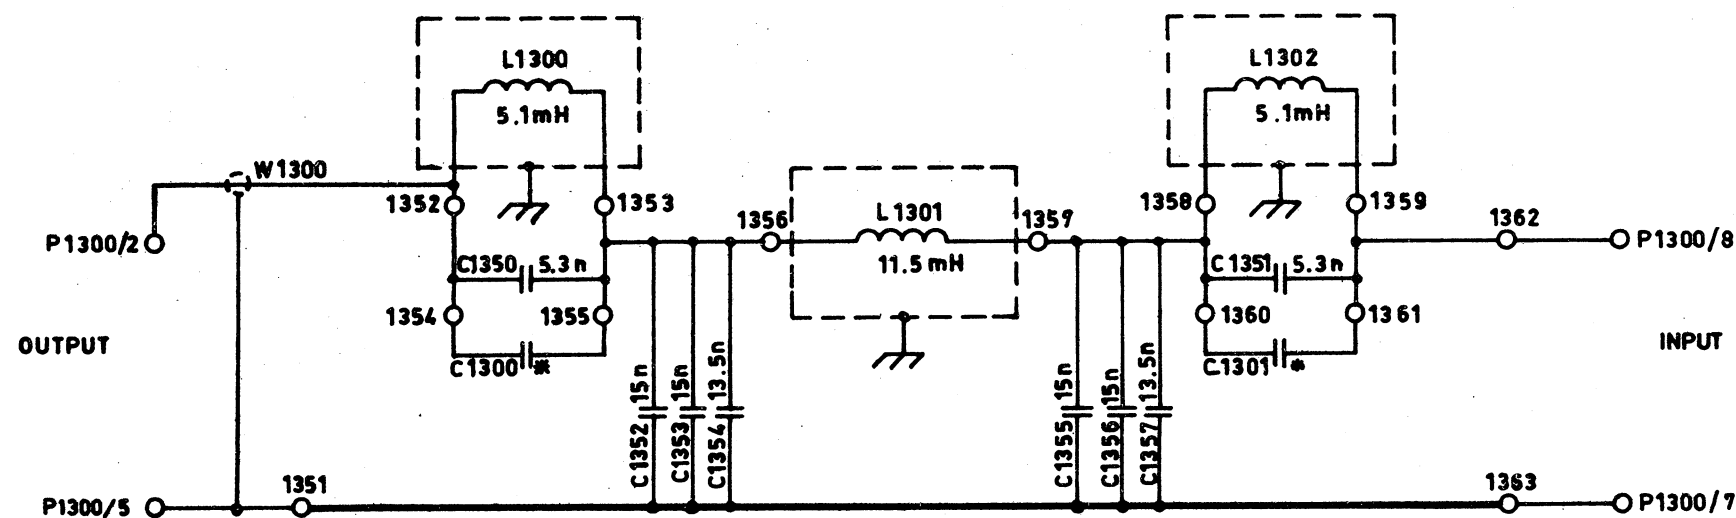 L1300
5.1mH
L1302
5.1mH
W1300
1352
1353
1356
L1301
11.5mH
1357
1358
1359
1362
P1300/2
P1300/8
C1350 5.3n
C1351 5.3n
1354
1355
1360
1361
OUTPUT
INPUT
C1300 *
C1301 *
C1352 15n
C1353 15n
C1354 13.5n
C1355 15n
C1356 15n
C1357 13.5n
P1300/5
1351
1363
P1300/7